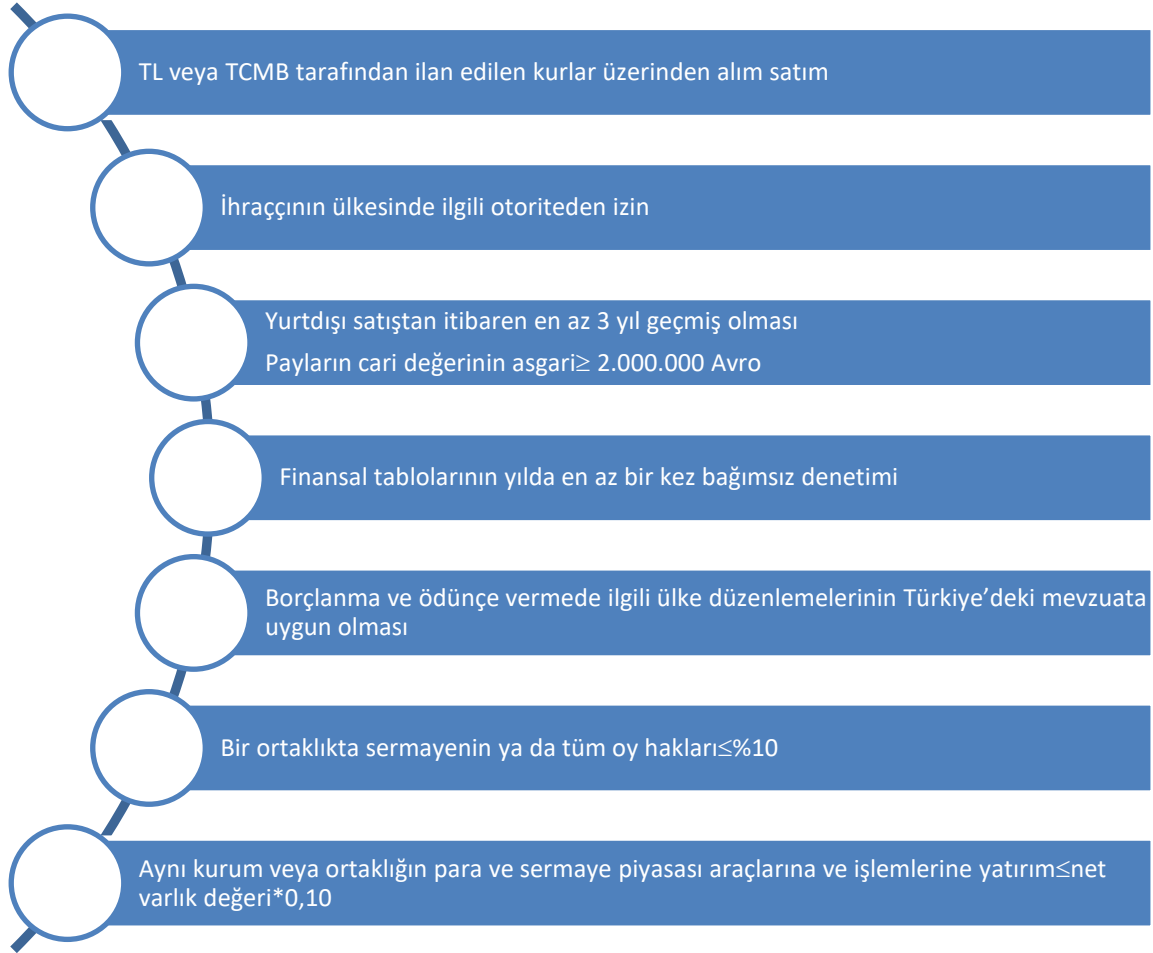 TL veya TCMB tarafından ilan edilen kurlar üzerinden alım satım
İhraççının ülkesinde ilgili otoriteden izin
Yurtdışı satıştan itibaren en az 3 yıl geçmiş olması
Payların cari değerinin asgari≥ 2.000.000 Avro
Finansal tablolarının yılda en az bir kez bağımsız denetimi
Borçlanma ve ödünçe vermede ilgili ülke düzenlemelerinin Türkiye’deki mevzuata
uygun olması
Bir ortaklıkta sermayenin ya da tüm oy hakları≤%10
Aynı kurum veya ortaklığın para ve sermaye piyasası araçlarına ve işlemlerine yatırım≤net
varlık değeri*0,10